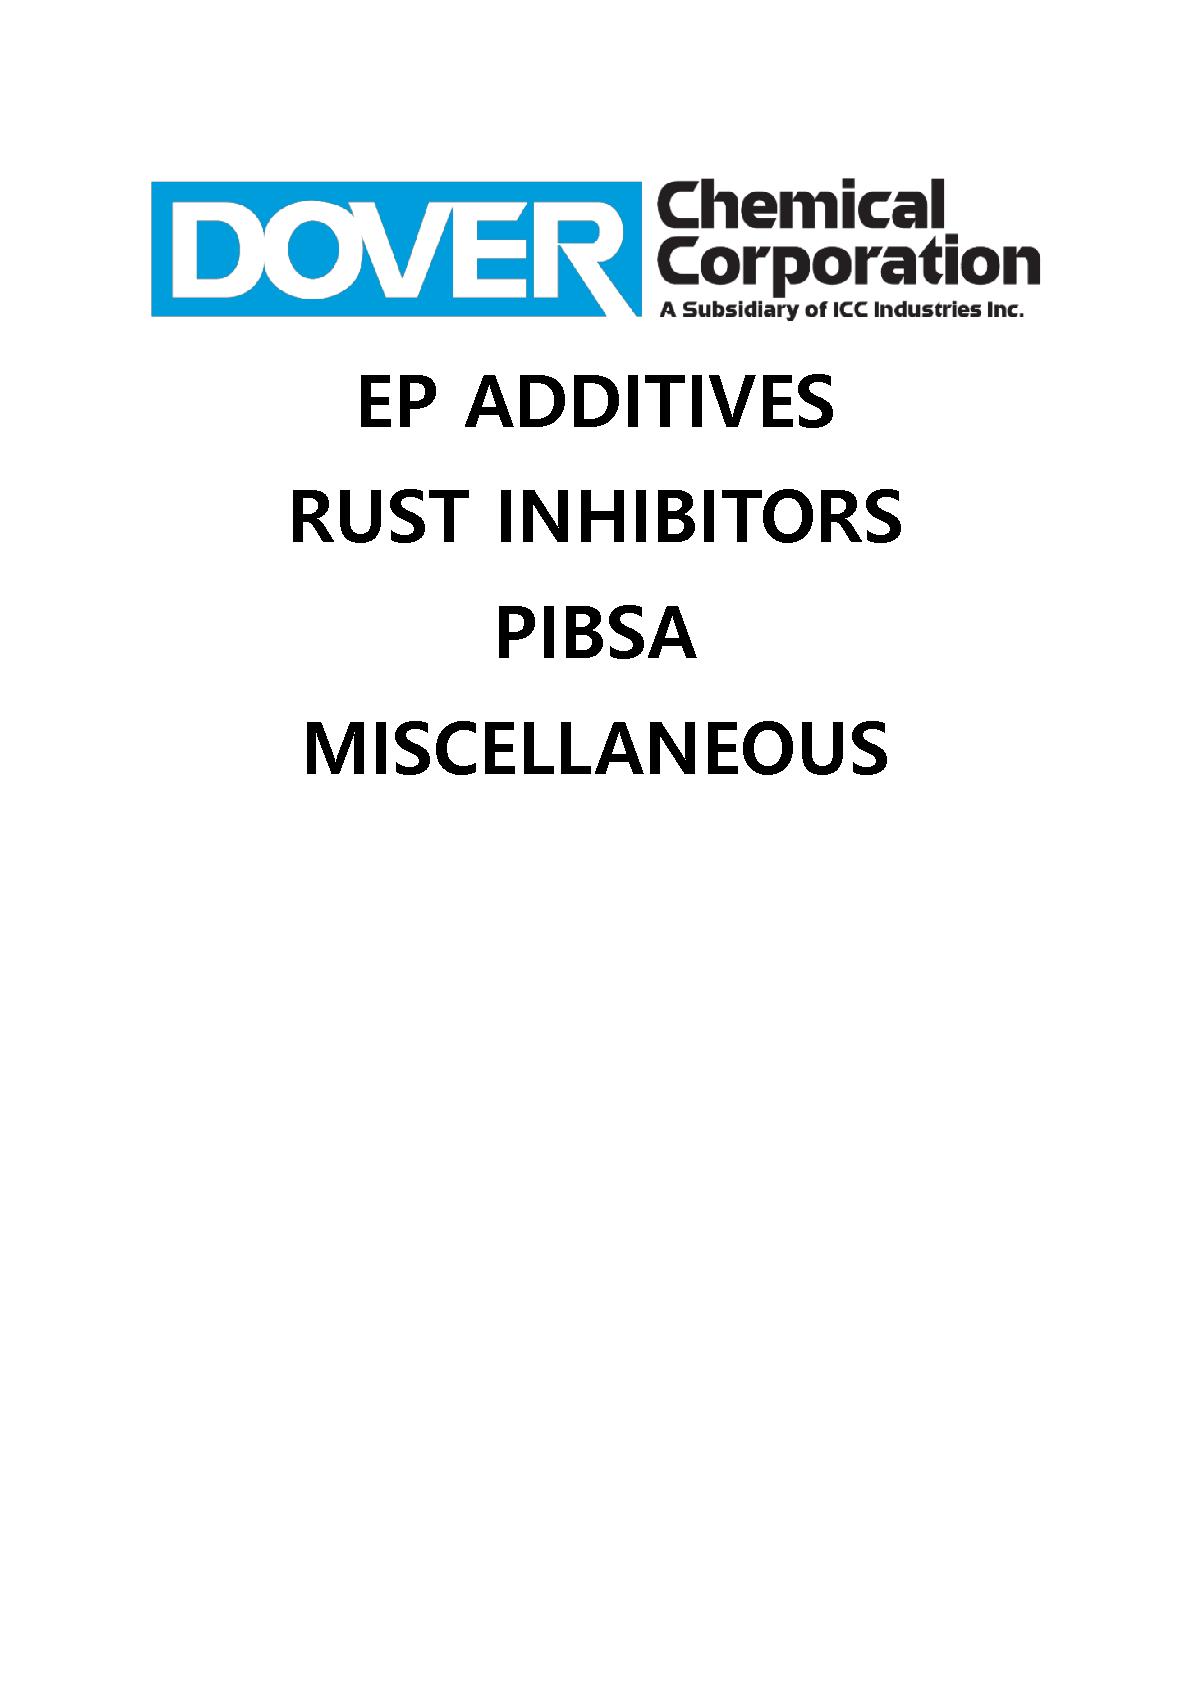 DOVER Chemical
Corporation
A Subsidiary of ICC Industries Inc.
EP ADDITIVES
RUST INHIBITORS
PIBSA
MISCELLANEOUS